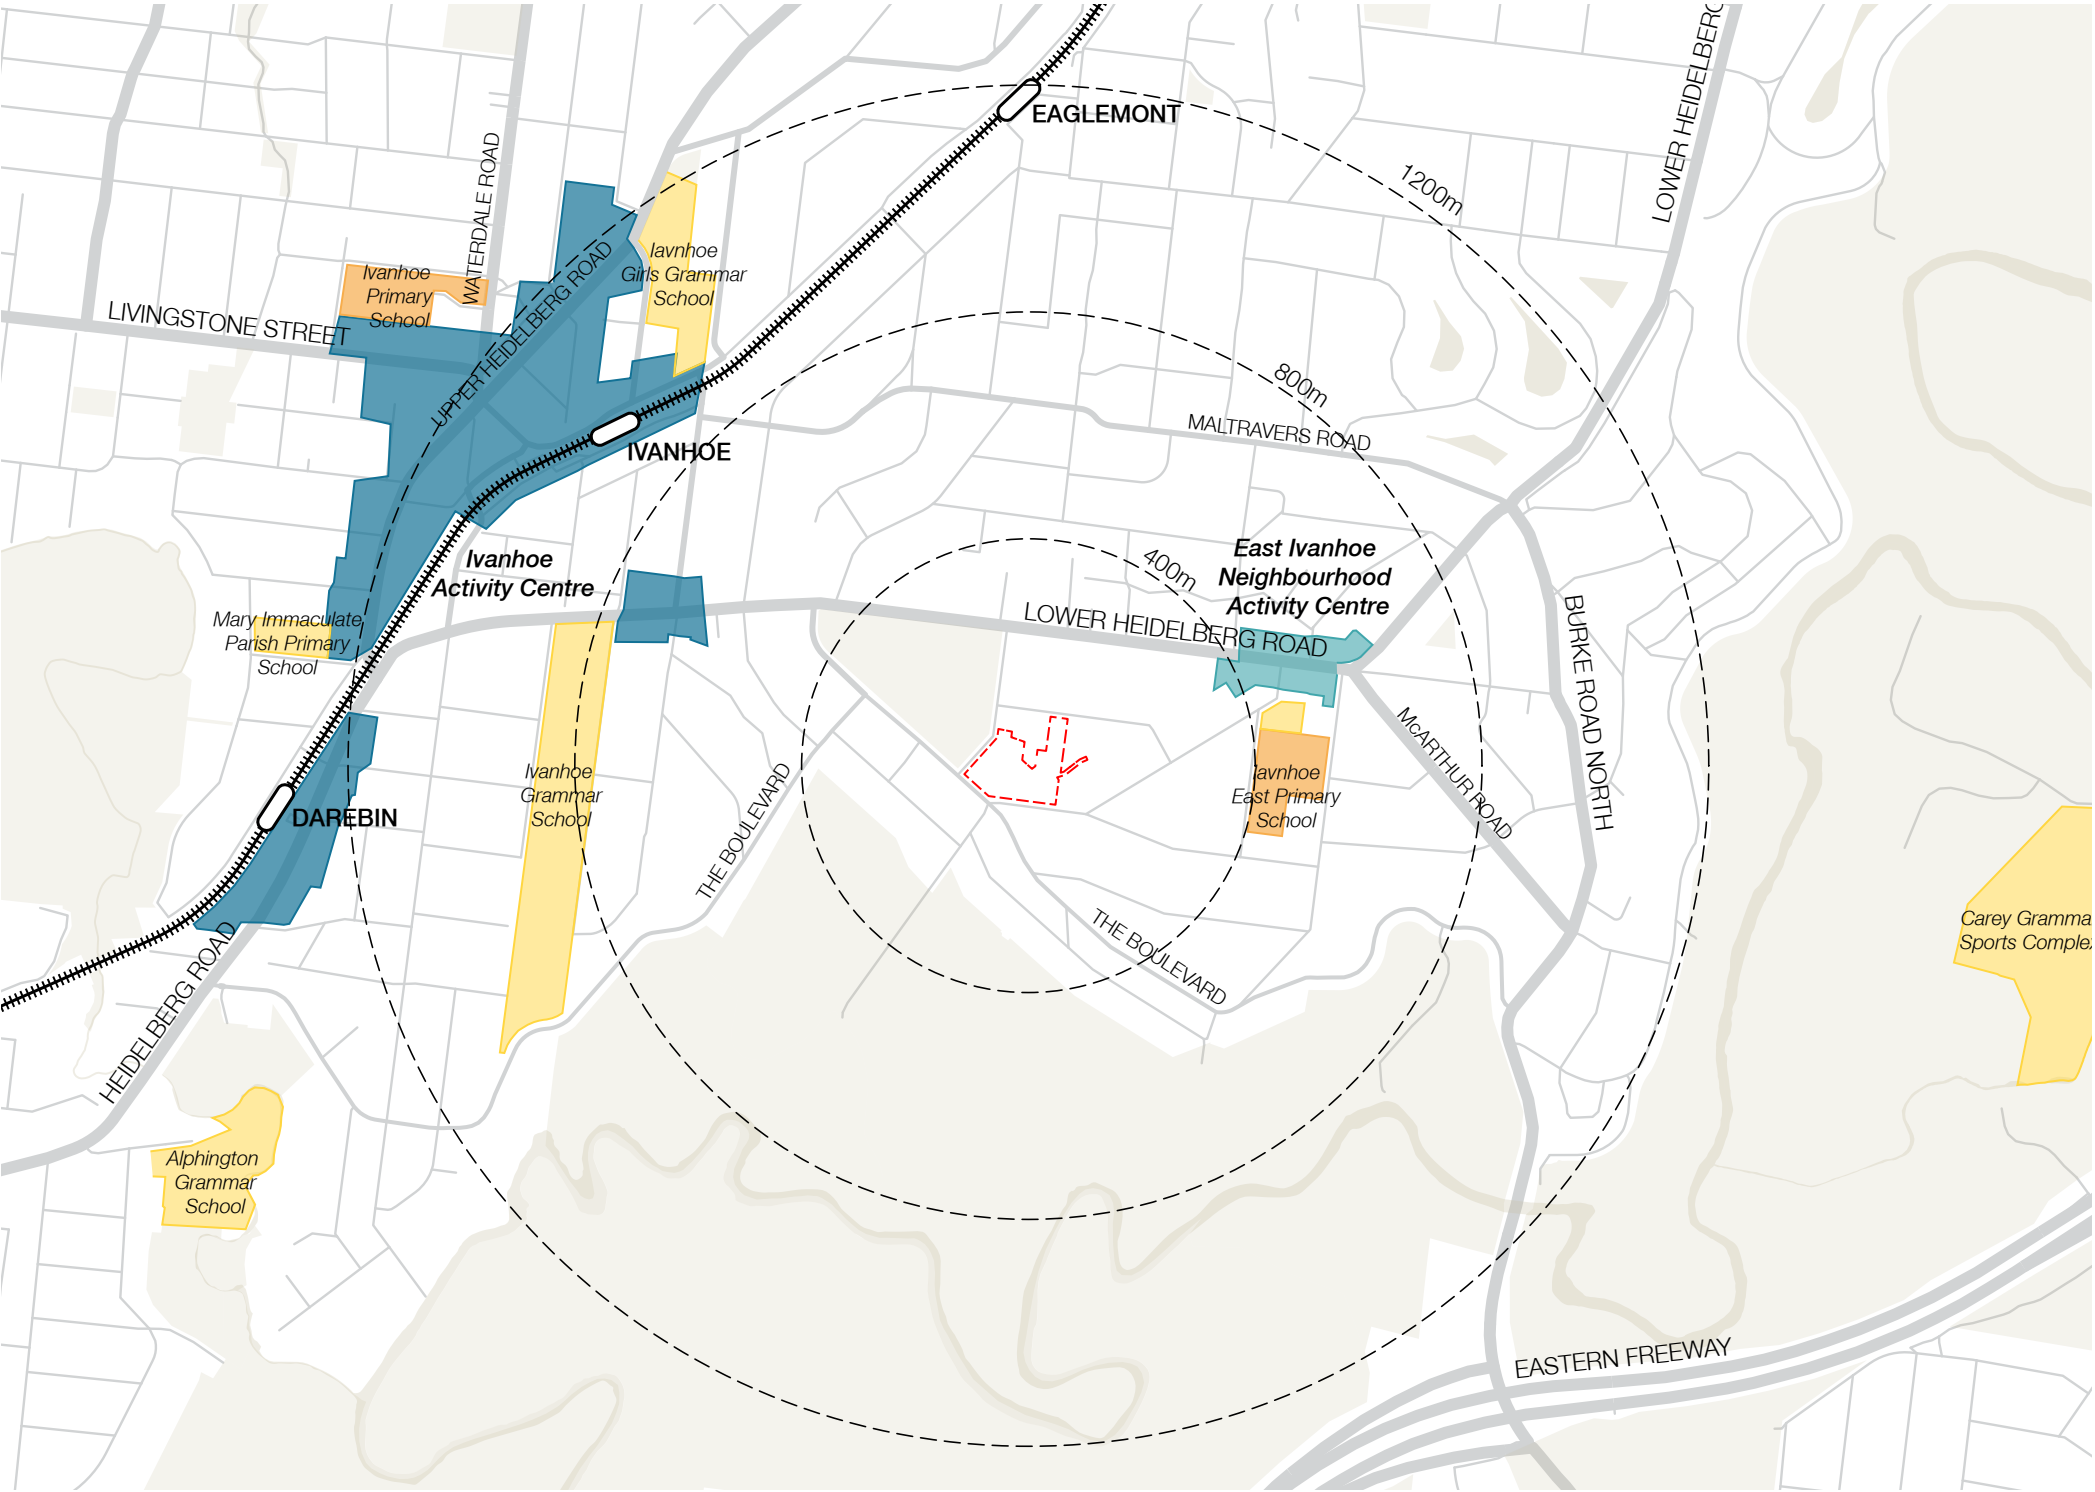 LOWER HEIDELBERG
EAGLEMONT
WATERDALE ROAD
1200m
Iavnhoe
Girls Grammar
School
Ivanhoe
Primary
School
UPPER HEIDELBERG ROAD
LIVINGSTONE STREET
800m
MALTRAVERS ROAD
IVANHOE
Ivanhoe
Activity Centre
400m
East Ivanhoe
Neighbourhood
Activity Centre
LOWER HEIDELBERG ROAD
BURKE ROAD NORTH
Mary Immaculate
Parish Primary
School
McARTHUR ROAD
Ivanhoe
Grammar
School
THE BOULEVARD
Iavnhoe
East Primary
School
DAREBIN
HEIDELBERG ROAD
THE BOULEVARD
Carey Gramma
Sports Comple
Alphington
Grammar
School
EASTERN FREEWAY